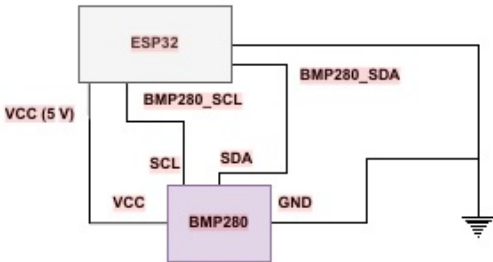 ESP32
BMP280_SDA
BMP280_SCL
VCC (5 V)
SCL
SDA
VCC
GND
BMP280